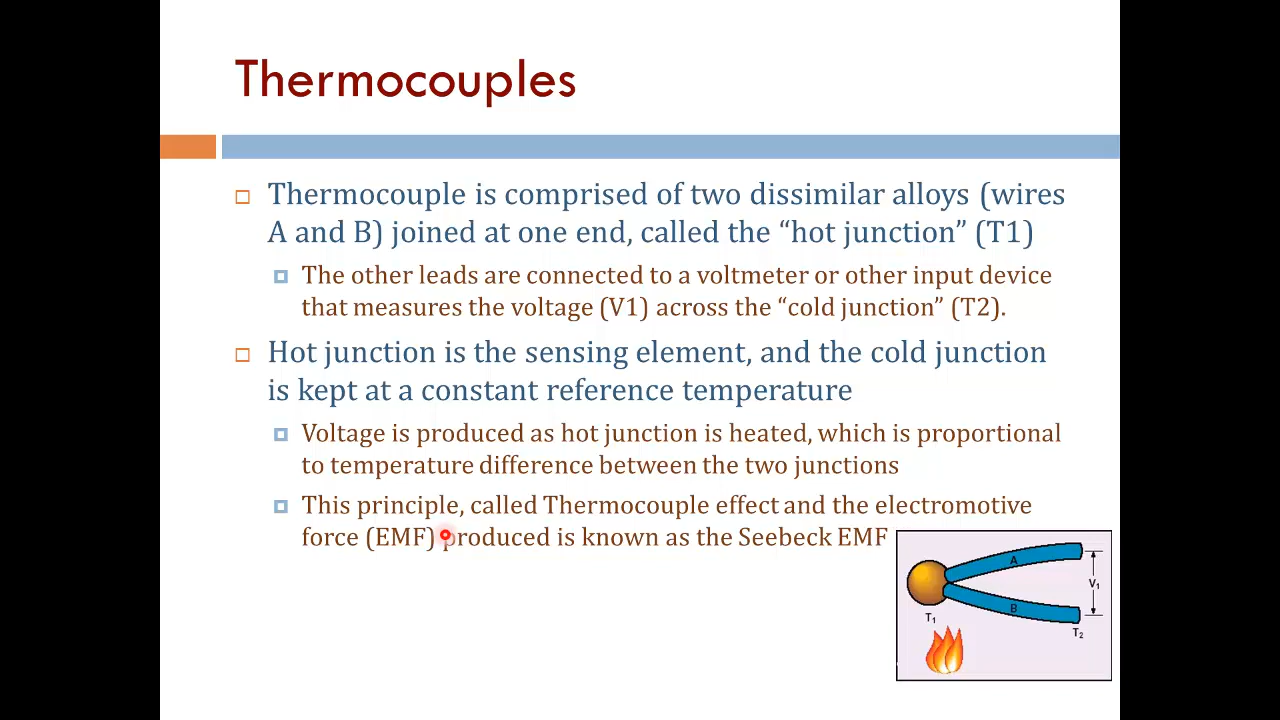 Thermocouples
Thermocouple is comprised of two dissimilar alloys (wires
A and B) joined at one end, called the “hot junction” (T1)
The other leads are connected to a voltmeter or other input device
that measures the voltage (V1) across the “cold junction” (T2).
Hot junction is the sensing element, and the cold junction
is kept at a constant reference temperature
Voltage is produced as hot junction is heated, which is proportional
to temperature difference between the two junctions
This principle, called Thermocouple effect and the electromotive
force (EMF) produced is known as the Seebeck EMF
A
V1
B
T1
T2